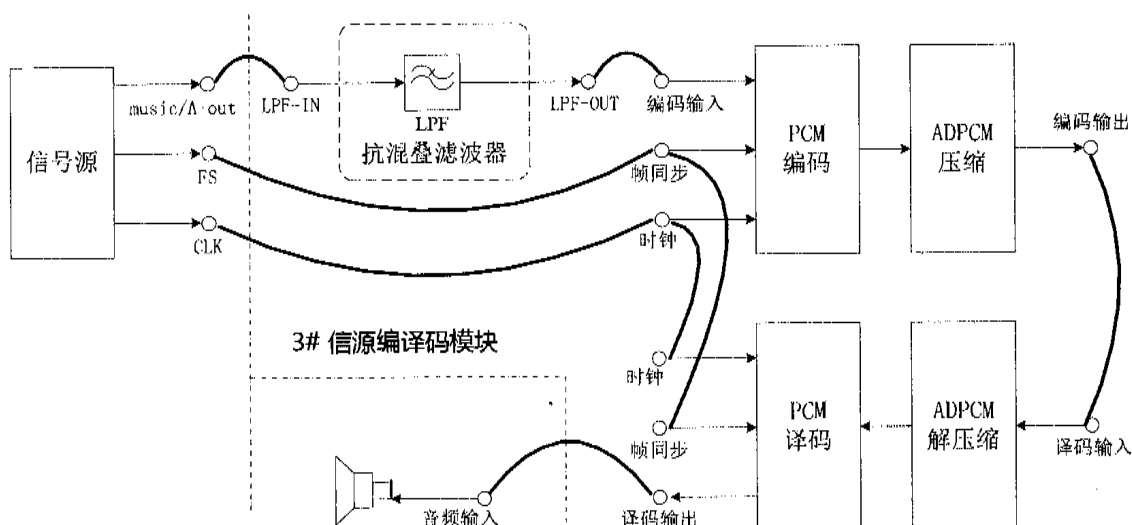 信号源
music/A-out
LPF-IN
LPF
抗混叠滤波器
LPF-OUT
编码输入
PCM
编码
ADPCM
压缩
编码输出
FS
帧同步
CLK
时钟
3# 信源编译码模块
时钟
帧同步
PCM
译码
ADPCM
解压缩
译码输入
音频输入
译码输出